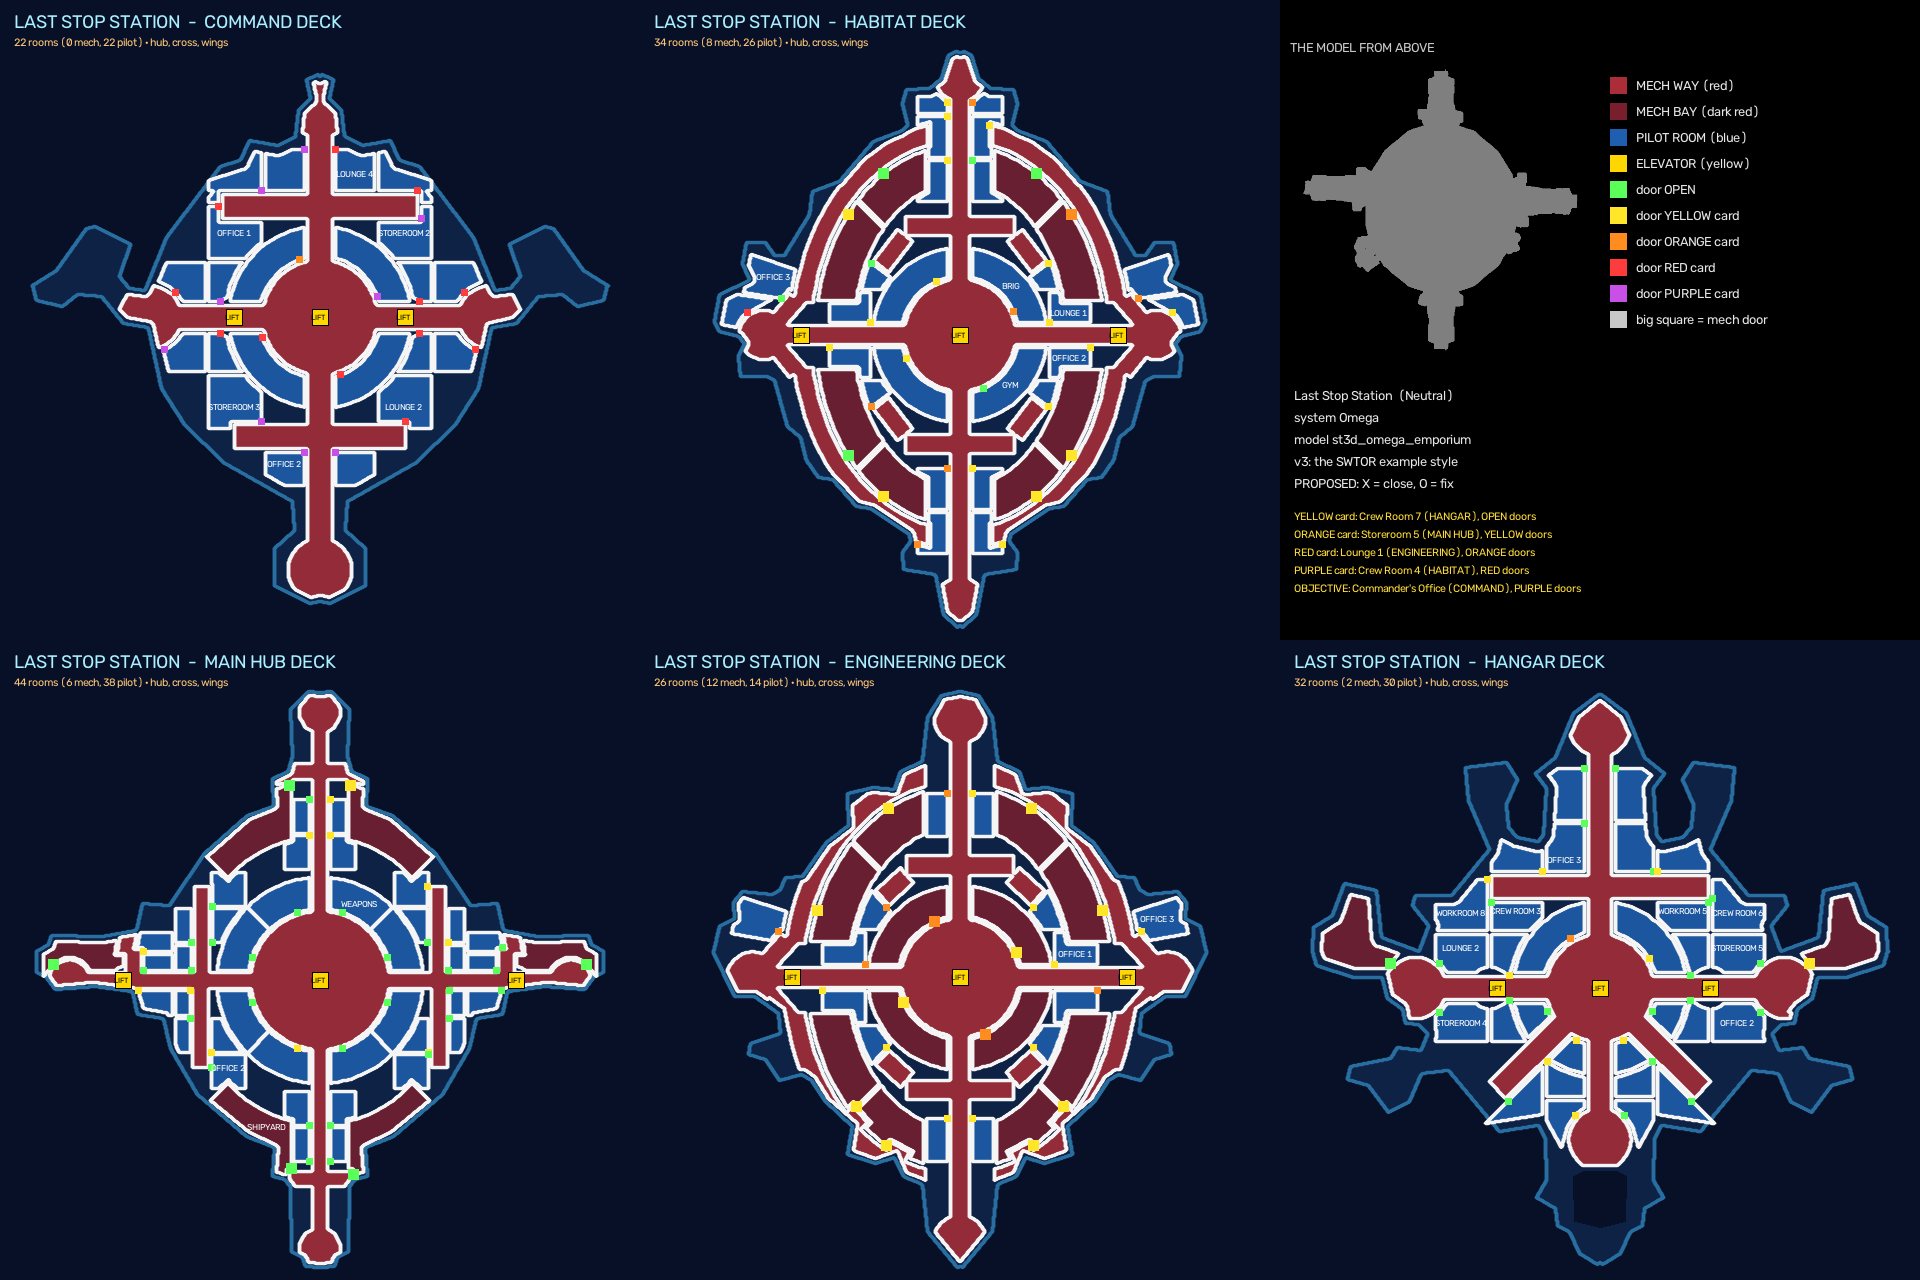 LAST STOP STATION - COMMAND DECK
22 rooms (0 mech, 22 pilot) • hub, cross, wings
LOUNGE 4
OFFICE 1
STOREROOM 2
LIFT
LIFT
LIFT
STOREROOM 3
LOUNGE 2
OFFICE 2
LAST STOP STATION - HABITAT DECK
34 rooms (8 mech, 26 pilot) • hub, cross, wings
OFFICE 3
BRIG
LOUNGE 1
LIFT
LIFT
LIFT
OFFICE 2
GYM
THE MODEL FROM ABOVE
MECH WAY (red)
MECH BAY (dark red)
PILOT ROOM (blue)
ELEVATOR (yellow)
door OPEN
door YELLOW card
door ORANGE card
door RED card
door PURPLE card
big square = mech door
Last Stop Station (Neutral)
system Omega
model st3d_omega_emporium
v3: the SWTOR example style
PROPOSED: X = close, O = fix
YELLOW card: Crew Room 7 (HANGAR), OPEN doors
ORANGE card: Storeroom 5 (MAIN HUB), YELLOW doors
RED card: Lounge 1 (ENGINEERING), ORANGE doors
PURPLE card: Crew Room 4 (HABITAT), RED doors
OBJECTIVE: Commander's Office (COMMAND), PURPLE doors
LAST STOP STATION - MAIN HUB DECK
44 rooms (6 mech, 38 pilot) • hub, cross, wings
WEAPONS
LIFT
LIFT
LIFT
OFFICE 2
SHIPYARD
LAST STOP STATION - ENGINEERING DECK
26 rooms (12 mech, 14 pilot) • hub, cross, wings
OFFICE 3
OFFICE 1
LIFT
LIFT
LIFT
LAST STOP STATION - HANGAR DECK
32 rooms (2 mech, 30 pilot) • hub, cross, wings
OFFICE 3
WORKROOM 8
CREW ROOM 3
WORKROOM 5
CREW ROOM 6
LOUNGE 2
STOREROOM 5
LIFT
LIFT
LIFT
STOREROOM 4
OFFICE 2